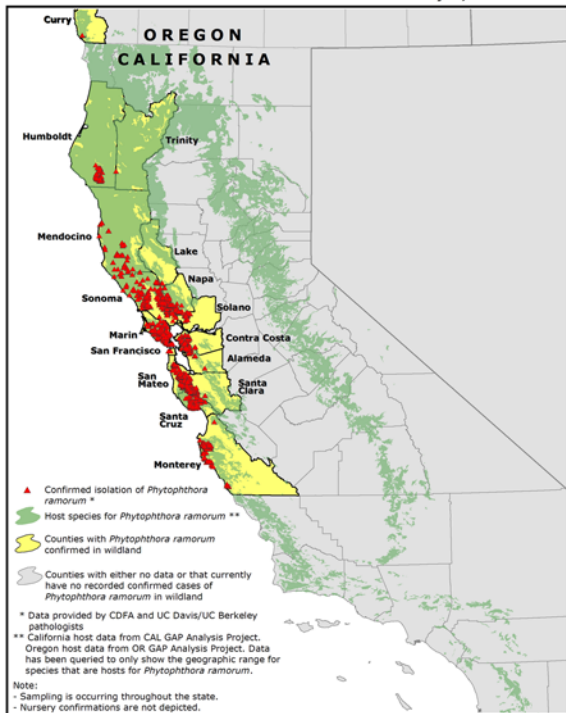 Curry
OREGON
CALIFORNIA
Humboldt
Trinity
Mendocino
Lake
Napa
Sonoma
Solano
Marin
Contra Costa
San Francisco
Alameda
San
Mateo
Santa
Clara
Santa
Cruz
Monterey
Confirmed isolation of Phytophthora
ramorum *
Host species for Phytophthora ramorum **
Counties with Phytophthora ramorum
confirmed in wildland
Counties with either no data or that currently
have no recorded confirmed cases of
Phytophthora ramorum in wildland
* Data provided by CDFA and UC Davis/UC Berkeley
pathologists
** California host data from CAL GAP Analysis Project.
Oregon host data from OR GAP Analysis Project. Data
has been queried to only show the geographic range for
species that are hosts for Phytophthora ramorum.
Note:
- Sampling is occurring throughout the state.
- Nursery confirmations are not depicted.